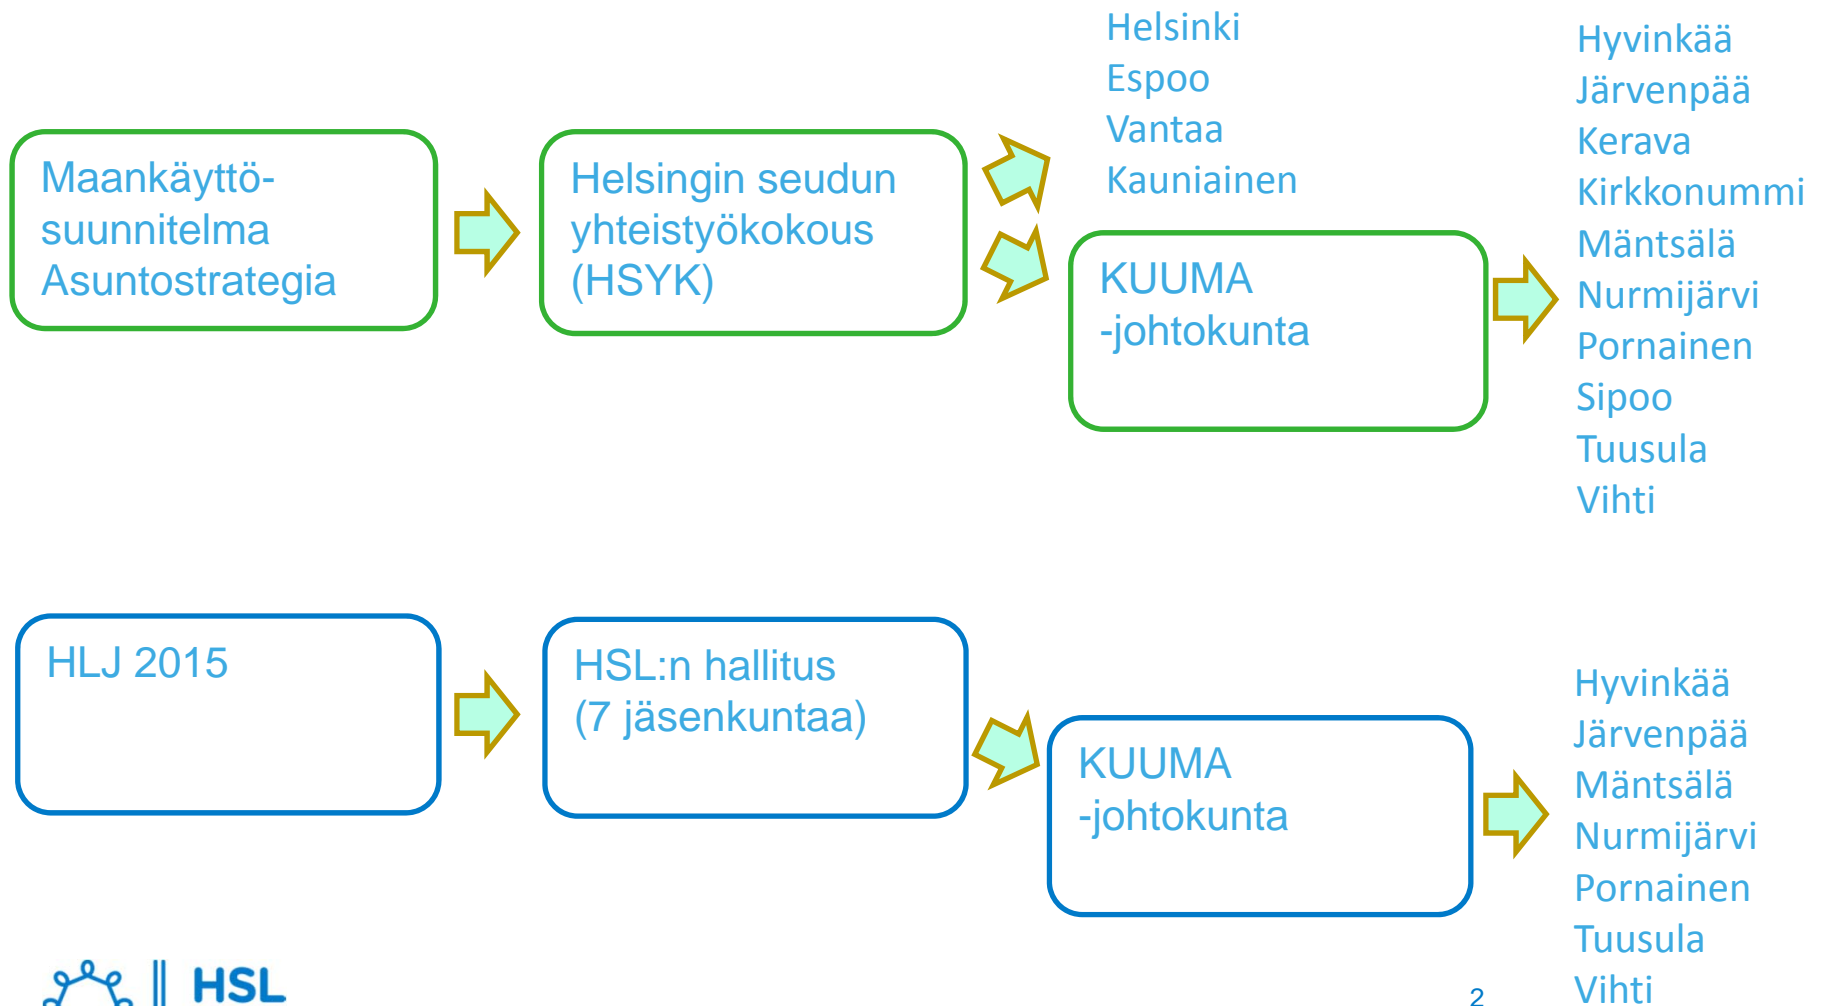 Maankäyttö-
suunnitelma
Asuntostrategia
Helsingin seudun
yhteistyökokous
(HSYK)
Helsinki
Espoo
Vantaa
Kauniainen
KUUMA
-johtokunta
Hyvinkää
Järvenpää
Kerava
Kirkkonummi
Mäntsälä
Nurmijärvi
Pornainen
Sipoo
Tuusula
Vihti
HLJ 2015
HSL:n hallitus
(7 jäsenkuntaa)
KUUMA
-johtokunta
Hyvinkää
Järvenpää
Mäntsälä
Nurmijärvi
Pornainen
Tuusula
Vihti
HSL
2